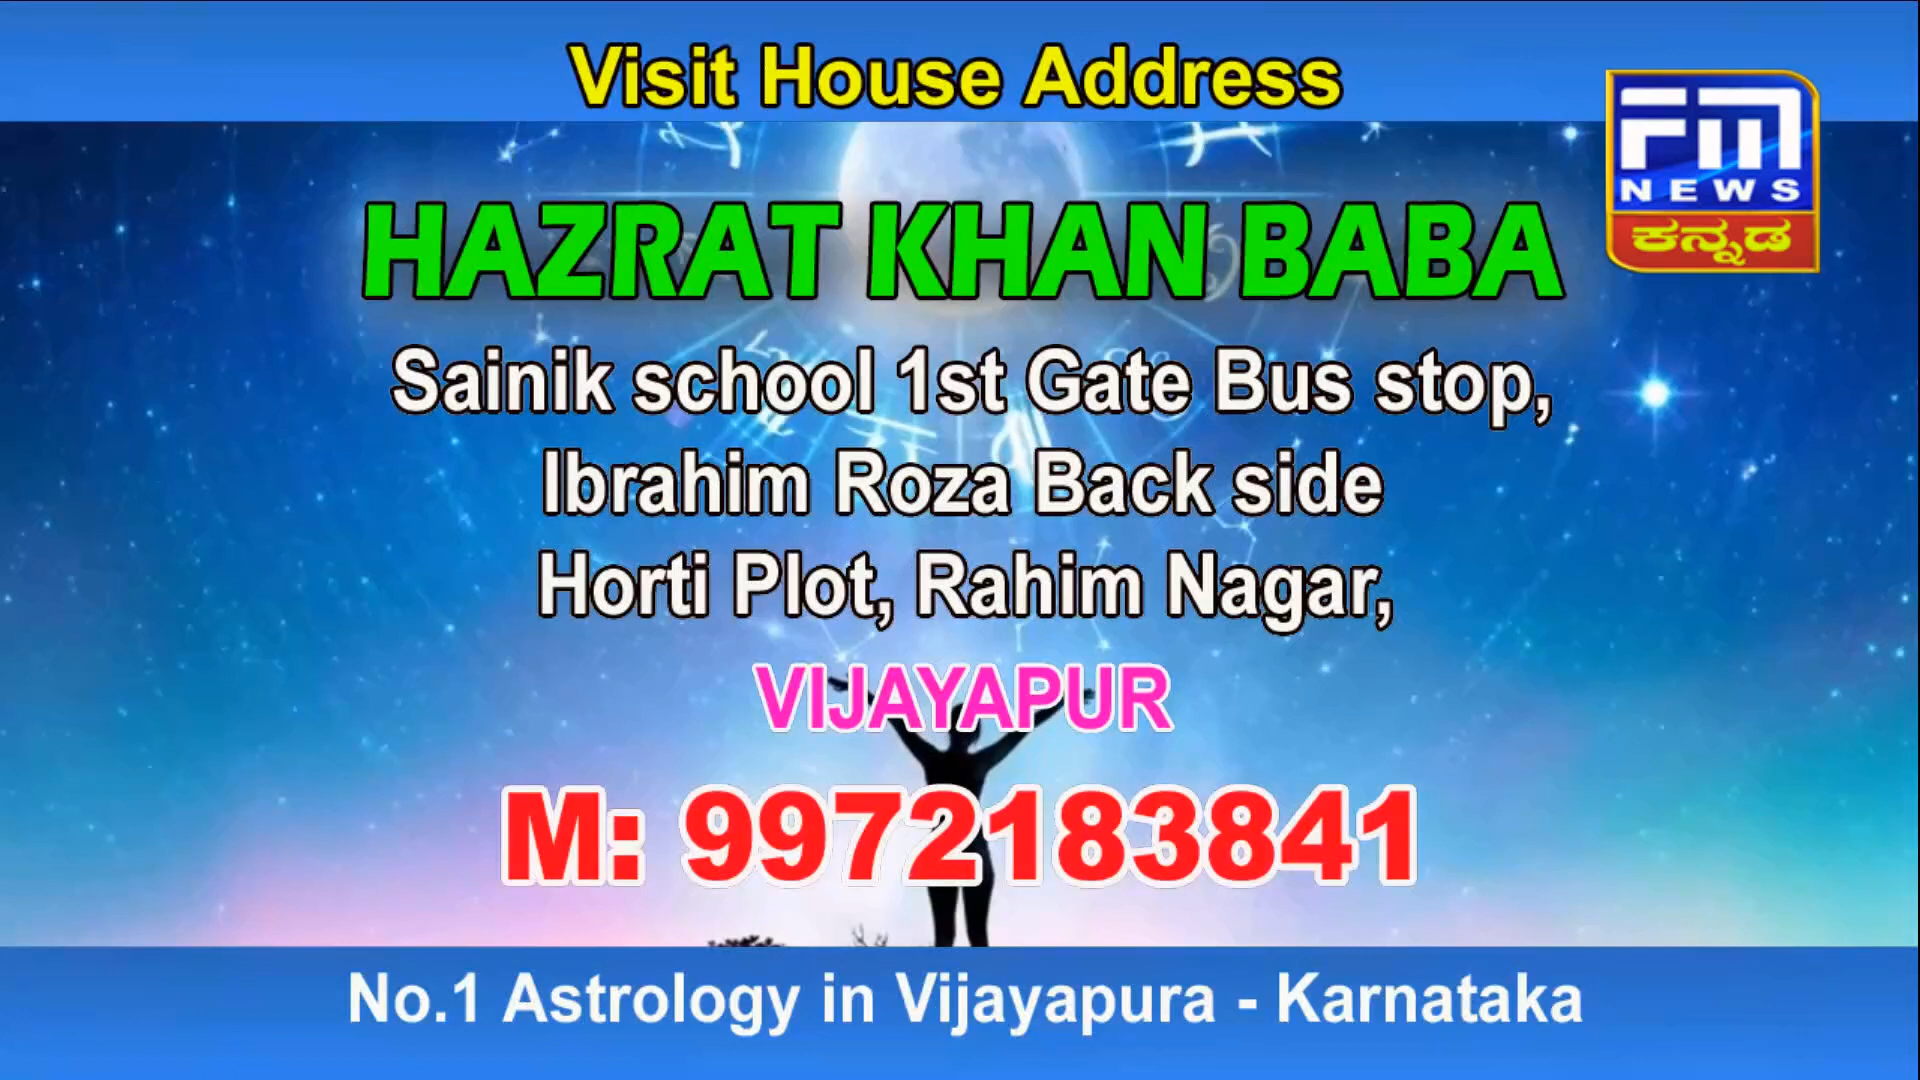 Visit House Address
FM
NEWS
ಕನ್ನಡ
HAZRAT KHAN BABA
Sainik school 1st Gate Bus stop,
Ibrahim Roza Back side
Horti Plot, Rahim Nagar,
VIJAYAPUR
M: 9972183841
No.1 Astrology in Vijayapura - Karnataka